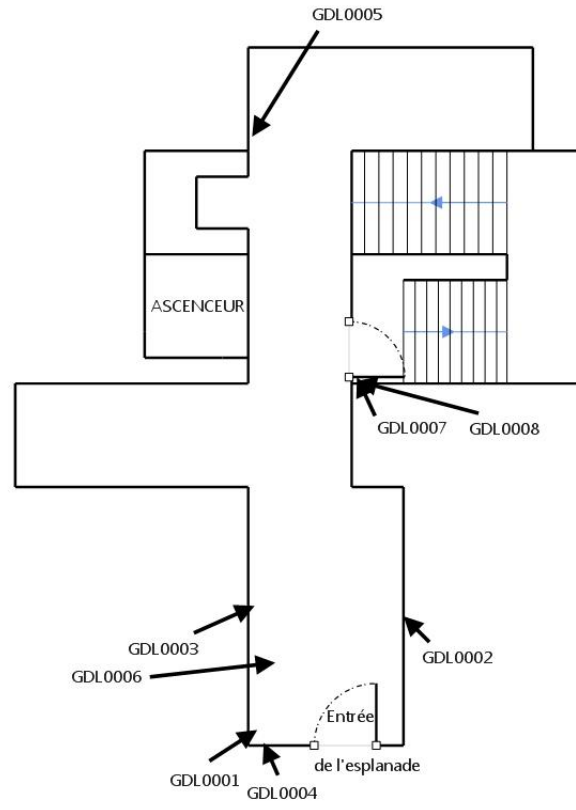 GDL0005
ASCENCEUR
GDL0007
GDL0008
GDL0003
GDL0002
GDL0006
Entrée
de l'esplanade
GDL0001
GDL0004